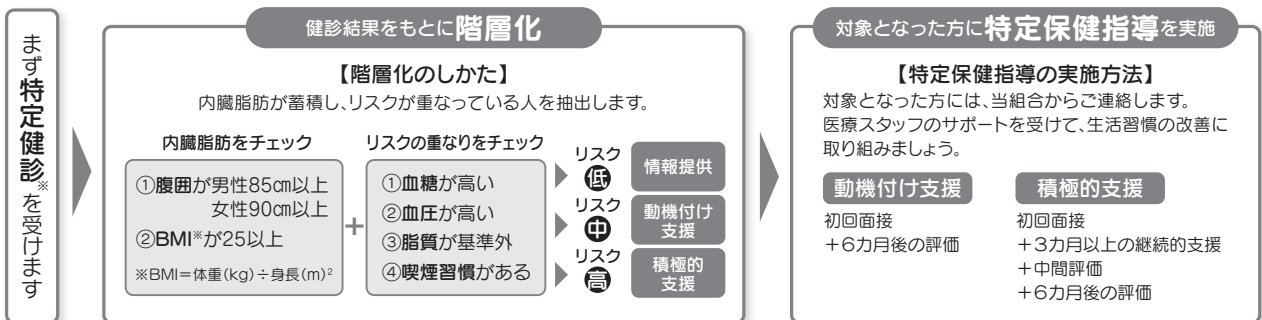 まず特定健診※を受けます
健診結果をもとに階層化
【階層化のしかた】
内臓脂肪が蓄積し、リスクが重なっている人を抽出します。
内臓脂肪をチェック
①腹囲が男性85㎝以上
女性90㎝以上
②BMI※が25以上
※BMI＝体重(kg)÷身長(m)²
＋
リスクの重なりをチェック
①血糖が高い
②血圧が高い
③脂質が基準外
④喫煙習慣がある
リスク
低
情報提供
リスク
中
動機付け
支援
リスク
高
積極的
支援
対象となった方に特定保健指導を実施
【特定保健指導の実施方法】
対象となった方には、当組合からご連絡します。
医療スタッフのサポートを受けて、生活習慣の改善に
取り組みましょう。
動機付け支援
初回面接
＋6カ月後の評価
積極的支援
初回面接
＋3カ月以上の継続的支援
＋中間評価
＋6カ月後の評価